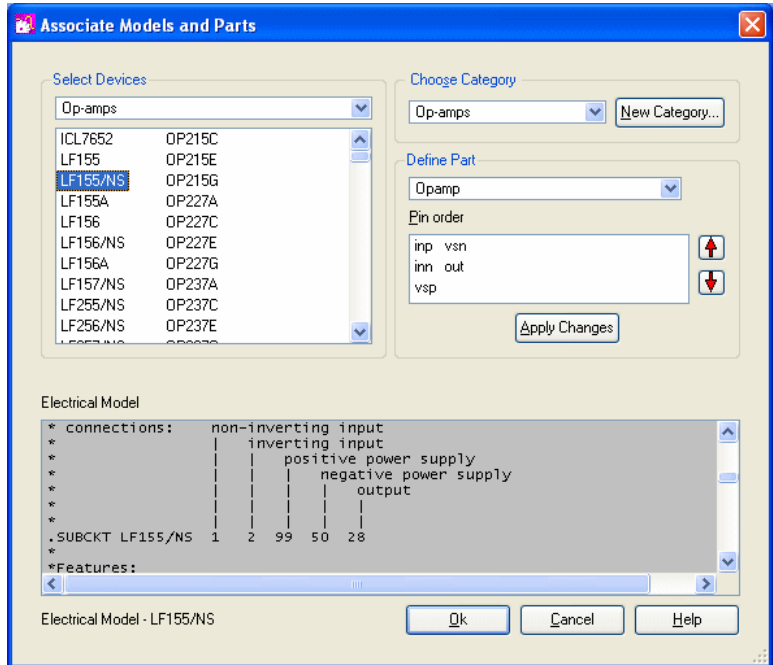 Associate Models and Parts
Select Devices
Op-amps
ICL7652 OP215C
LF155 OP215E
LF155/NS OP215G
LF155A OP227A
LF156 OP227C
LF156/NS OP227E
LF156A OP227G
LF157/NS OP237A
LF255/NS OP237C
LF256/NS OP237E
Choose Category
Op-amps New Category...
Define Part
Opamp
Pin order
inp vsn
inn out
vsp
Apply Changes
Electrical Model
* connections: non-inverting input
* | inverting input
* | | positive power supply
* | | | negative power supply
* | | | | output
* | | | | |
* | | | | |
.SUBCKT LF155/NS 1 2 99 50 28
*
*Features:
Electrical Model - LF155/NS
Ok Cancel Help